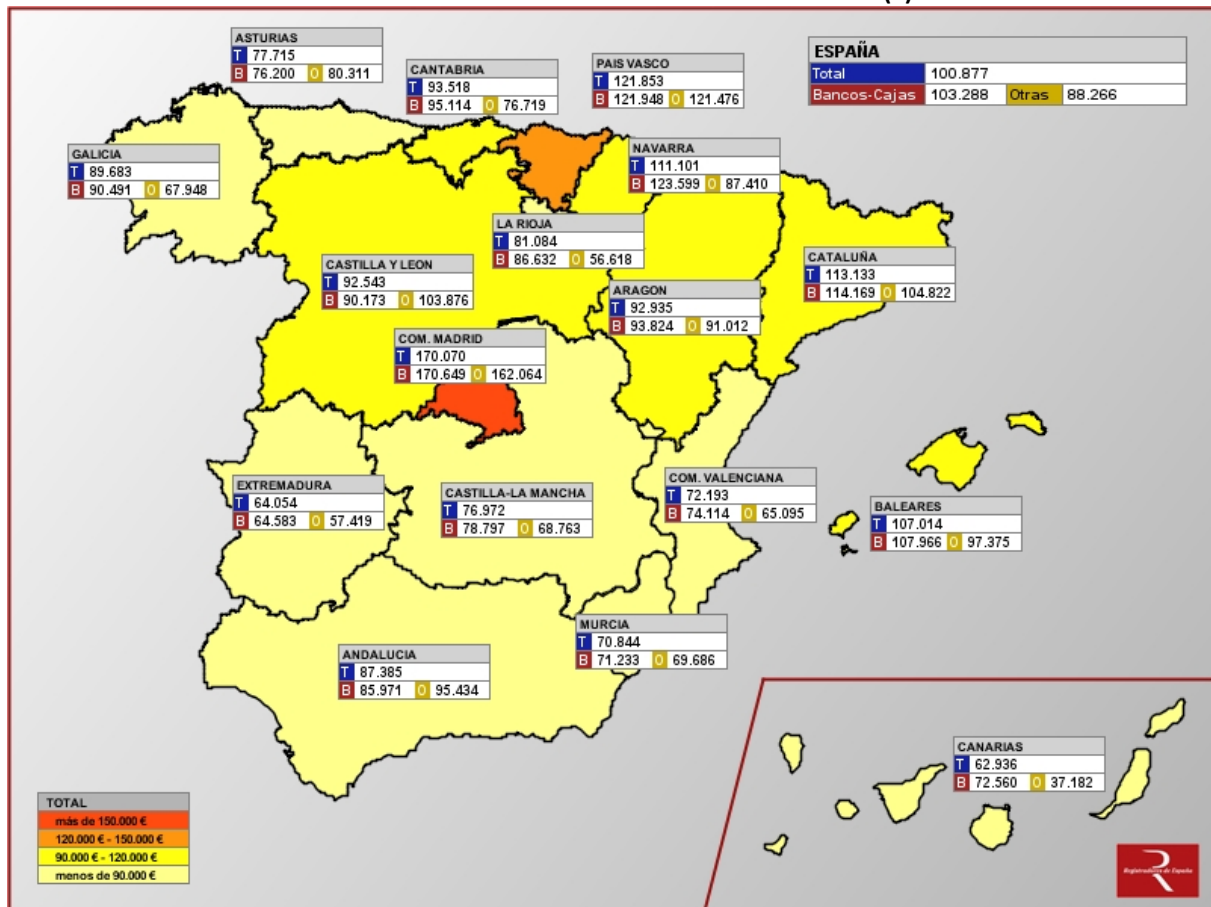 (€)
ASTURIAS
T 77.715
B 76.200 O 80.311
CANTABRIA
T 93.518
B 95.114 O 76.719
PAIS VASCO
T 121.853
B 121.948 O 121.476
ESPAÑA
Total 100.877
Bancos-Cajas 103.288 Otras 88.266
GALICIA
T 89.683
B 90.491 O 67.948
NAVARRA
T 111.101
B 123.599 O 87.410
LA RIOJA
T 81.084
B 86.632 O 56.618
CASTILLA Y LEON
T 92.543
B 90.173 O 103.876
ARAGON
T 92.935
B 93.824 O 91.012
CATALUÑA
T 113.133
B 114.169 O 104.822
COM. MADRID
T 170.070
B 170.649 O 162.064
EXTREMADURA
T 64.054
B 64.583 O 57.419
CASTILLA-LA MANCHA
T 76.972
B 78.797 O 68.763
COM. VALENCIANA
T 72.193
B 74.114 O 65.095
BALEARES
T 107.014
B 107.966 O 97.375
ANDALUCIA
T 87.385
B 85.971 O 95.434
MURCIA
T 70.844
B 71.233 O 69.686
CANARIAS
T 62.936
B 72.560 O 37.182
TOTAL
más de 150.000 €
120.000 € - 150.000 €
90.000 € - 120.000 €
menos de 90.000 €
R
Registradores de España